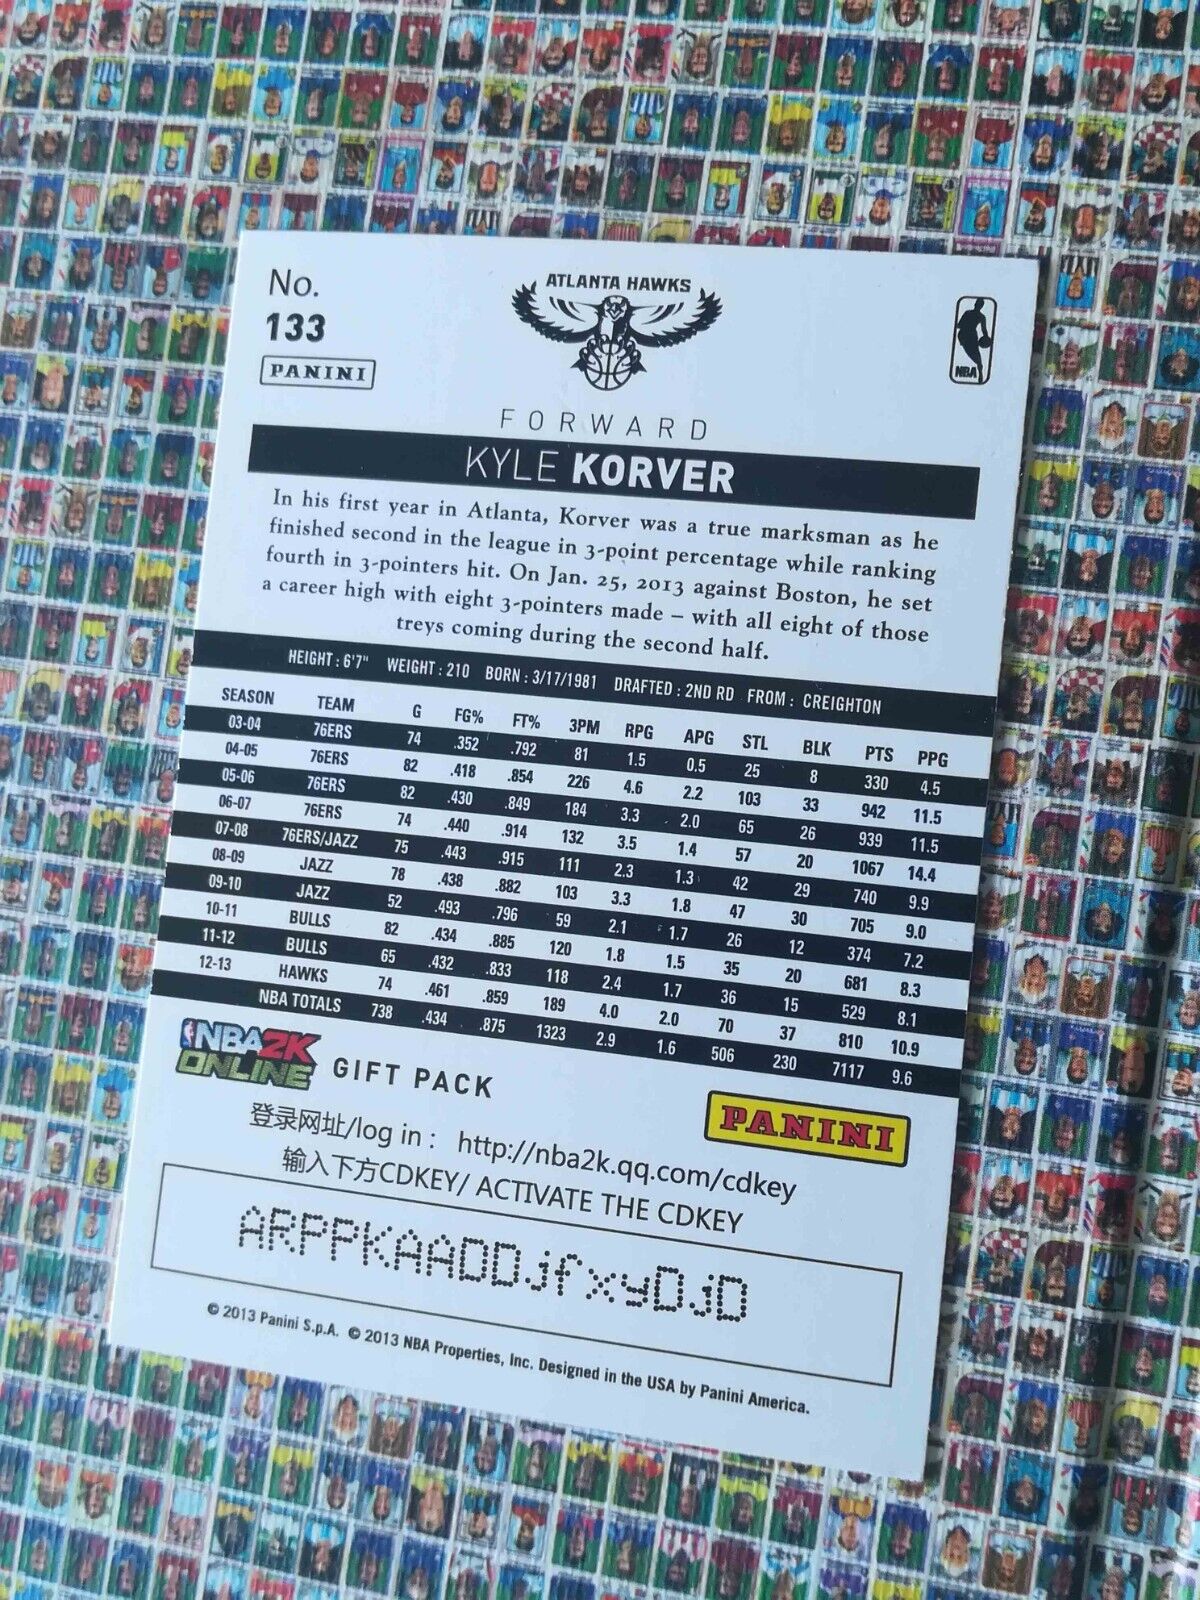 No.
133
PANINI
ATLANTA HAWKS
NBA
FORWARD
KYLE KORVER
In his first year in Atlanta, Korver was a true marksman as he
finished second in the league in 3-point percentage while ranking
fourth in 3-pointers hit. On Jan. 25, 2013 against Boston, he set
a career high with eight 3-pointers made – with all eight of those
treys coming during the second half.
HEIGHT: 6'7" WEIGHT: 210 BORN: 3/17/1981 DRAFTED: 2ND RD FROM: CREIGHTON
SEASON TEAM G FG% FT% 3PM RPG APG STL BLK PTS PPG
03-04 76ERS 74 .352 .792 81 1.5 0.5 25 8 330 4.5
04-05 76ERS 82 .418 .854 226 4.6 2.2 103 33 942 11.5
05-06 76ERS 82 .430 .849 184 3.3 2.0 65 26 939 11.5
06-07 76ERS 74 .440 .914 132 3.5 1.4 57 20 1067 14.4
07-08 76ERS/JAZZ 75 .443 .915 111 2.3 1.3 42 29 740 9.9
08-09 JAZZ 78 .438 .882 103 3.3 1.8 47 30 705 9.0
09-10 JAZZ 52 .493 .796 59 2.1 1.7 26 12 374 7.2
10-11 BULLS 82 .434 .885 120 1.8 1.5 35 20 681 8.3
11-12 BULLS 65 .432 .833 118 2.4 1.7 36 15 529 8.1
12-13 HAWKS 74 .461 .859 189 4.0 2.0 70 37 810 10.9
NBA TOTALS 738 .434 .875 1323 2.9 1.6 506 230 7117 9.6
NBA2K
ONLINE
GIFT PACK
PANINI
登录网址/log in： http://nba2k.qq.com/cdkey
输入下方CDKEY/ ACTIVATE THE CDKEY
ARPPKAADDJfxyDJD
© 2013 Panini S.p.A. © 2013 NBA Properties, Inc. Designed in the USA by Panini America.